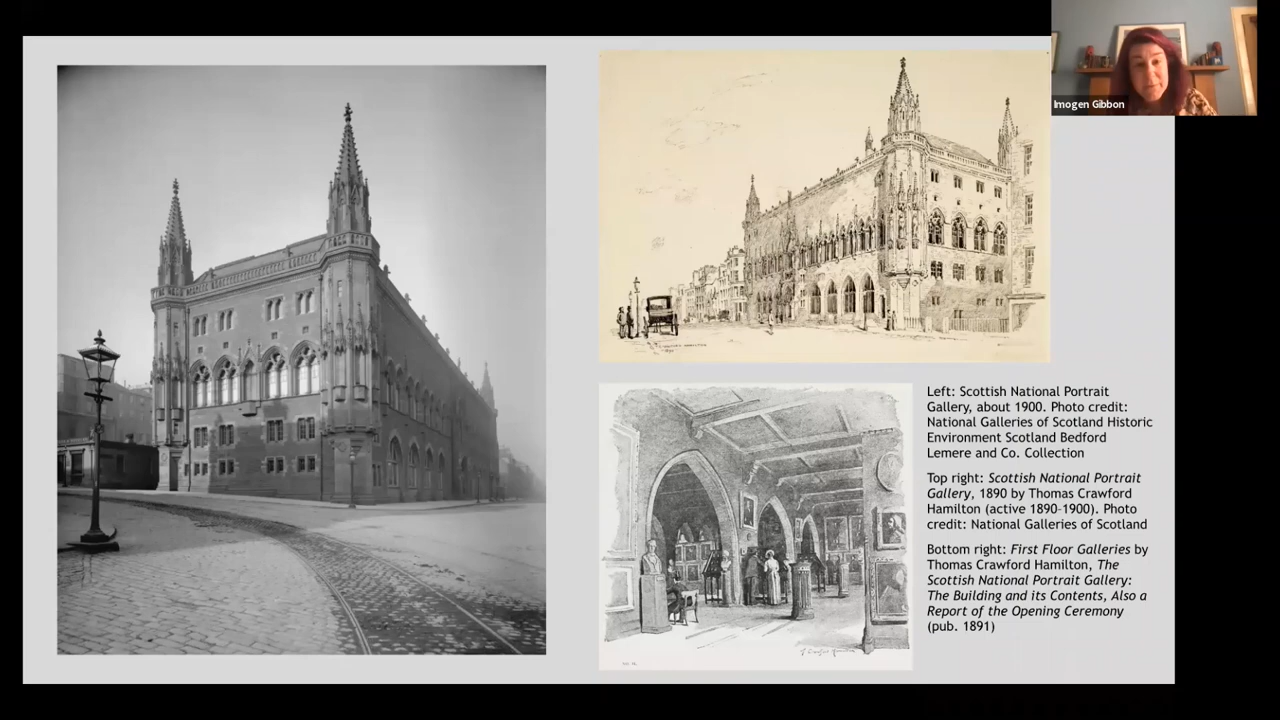 Imogen Gibbon
Left: Scottish National Portrait
Gallery, about 1900. Photo credit:
National Galleries of Scotland Historic
Environment Scotland Bedford
Lemere and Co. Collection
Top right: Scottish National Portrait
Gallery, 1890 by Thomas Crawford
Hamilton (active 1890–1900). Photo
credit: National Galleries of Scotland
Bottom right: First Floor Galleries by
Thomas Crawford Hamilton, The
Scottish National Portrait Gallery:
The Building and its Contents, Also a
Report of the Opening Ceremony
(pub. 1891)